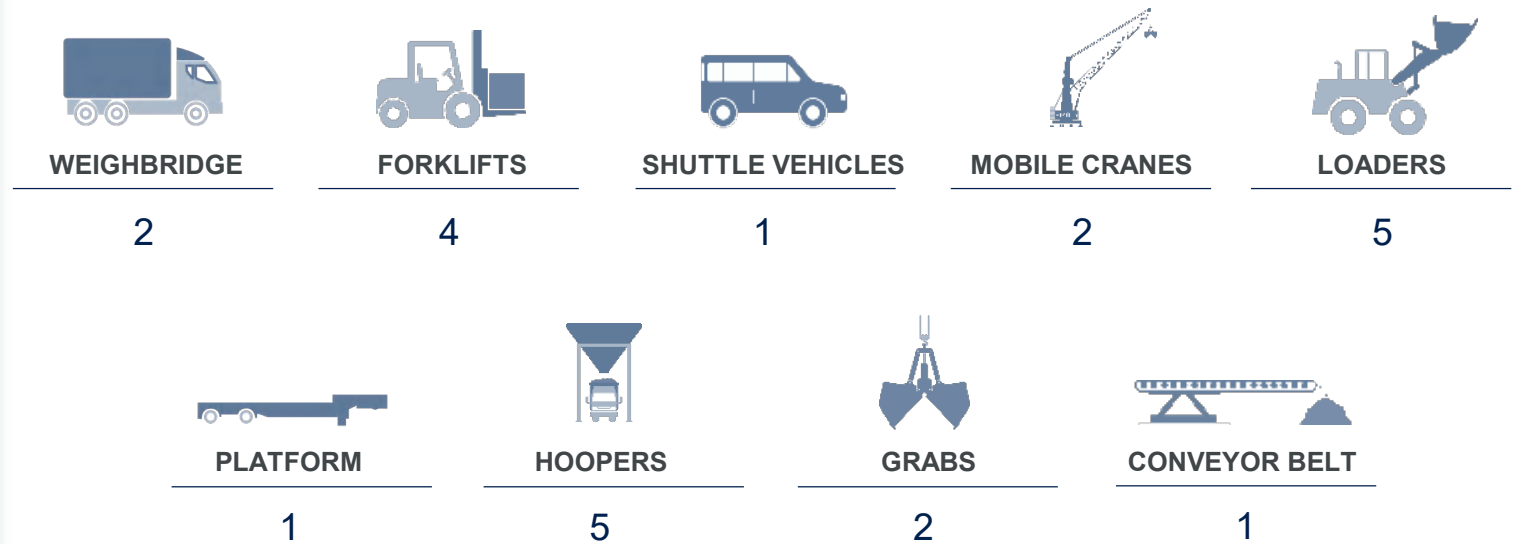 WEIGHBRIDGE
FORKLIFTS
SHUTTLE VEHICLES
MOBILE CRANES
LOADERS
2
4
1
2
5
PLATFORM
HOOPERS
GRABS
CONVEYOR BELT
1
5
2
1